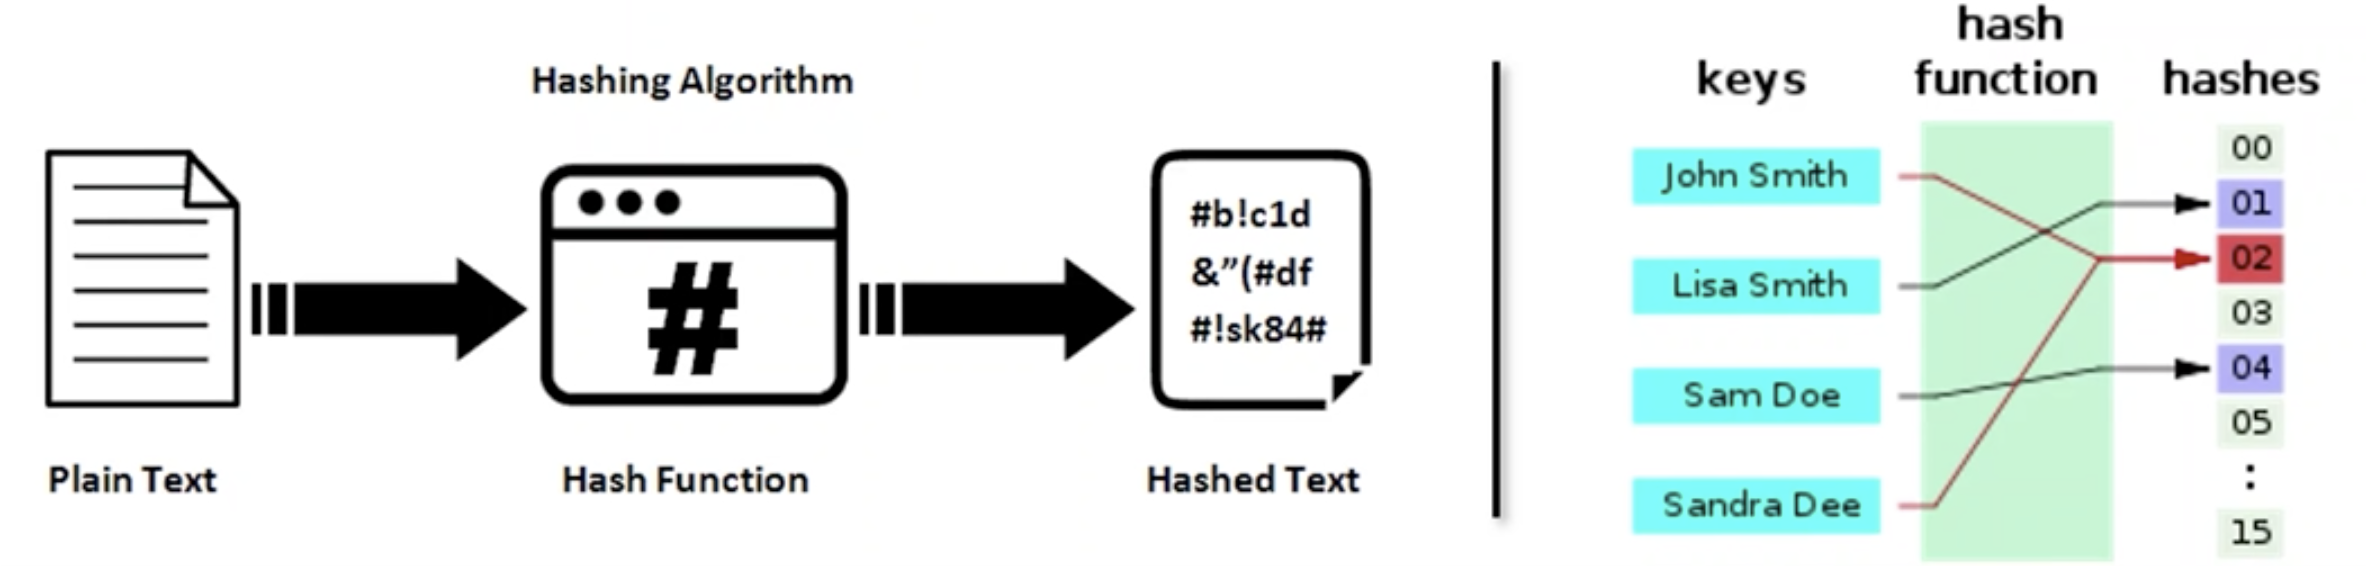 Hashing Algorithm
Plain Text
#
Hash Function
#b!c1d
&”(#df
#!sk84#
Hashed Text
keys
hash
function
hashes
John Smith
Lisa Smith
Sam Doe
Sandra Dee
00
01
02
03
04
05
:
15